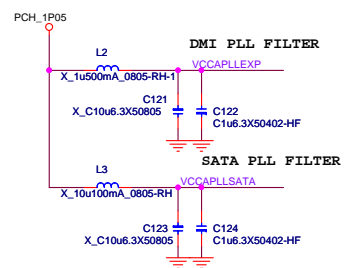 PCH_1P05
DMI PLL FILTER
L2
VCCAPLLEXP
X_1u500mA_0805-RH-1
C121
X_C10u6.3X50805
C122
C1u6.3X50402-HF
SATA PLL FILTER
L3
VCCAPLLSATA
X_10u100mA_0805-RH
C123
X_C10u6.3X50805
C124
C1u6.3X50402-HF